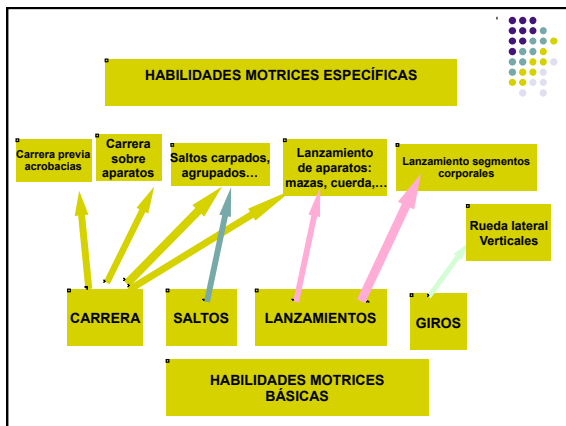 HABILIDADES MOTRICES ESPECÍFICAS
Carrera previa
acrobacias
Carrera
sobre
aparatos
Saltos carpados,
agrupados…
Lanzamiento
de aparatos:
mazas, cuerda,…
Lanzamiento segmentos
corporales
Rueda lateral
Verticales
CARRERA
SALTOS
LANZAMIENTOS
GIROS
HABILIDADES MOTRICES
BÁSICAS